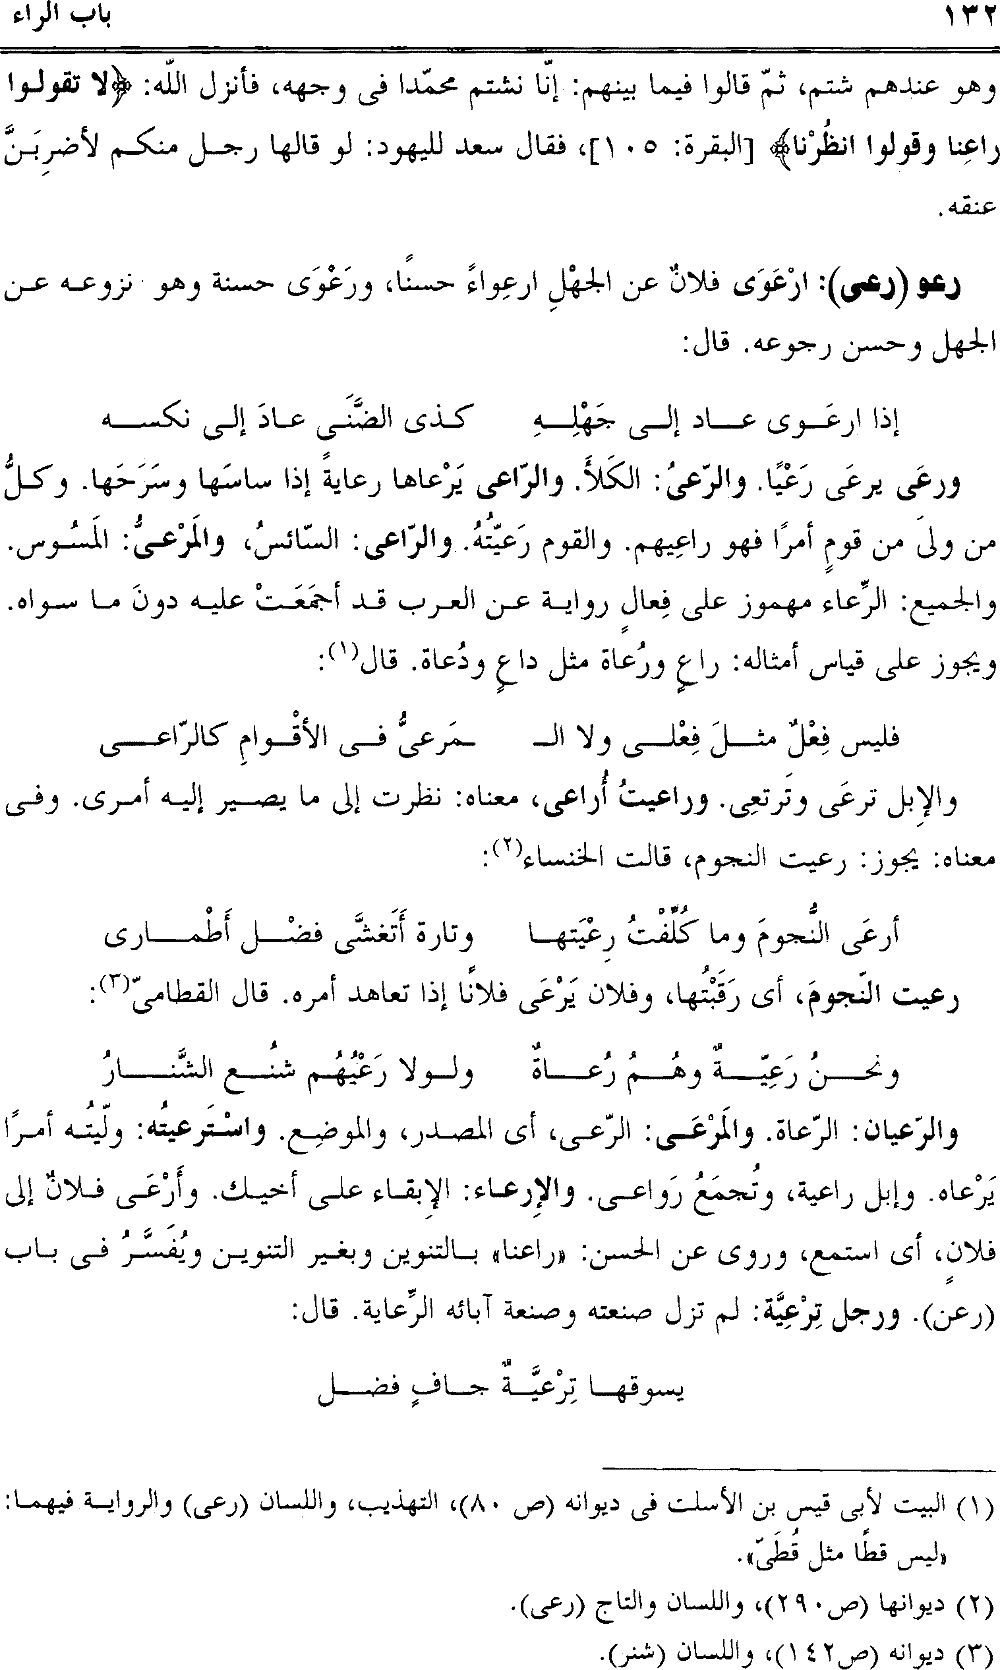 ١٣٢ باب الراء
وهو عندهم شتم، ثمّ قالوا فيما بينهم: إنّا نشتم محمّدا فى وجهه، فأنزل اللّه: ﴿لا تقولوا
راعِنا وقولوا انظُرْنا﴾ [البقرة: ١٠٥]، فقال سعد لليهود: لو قالها رجل منكم لأضرِبَنَّ
عنقه.
رعو (رعى): ارْعَوَى فلانٌ عن الجهْلِ ارعِواءً حسنًا، ورَعْوَى حسنة وهو نزوعه عن
الجهل وحسن رجوعه. قال:
إذا ارعَوى عاد إلى جَهْلِهِ كذى الضَّنَى عادَ إلى نكسه
ورعَى يرعَى رَعْيًا. والرّعىُ: الكَلأَ. والرّاعى يَرْعاها رعايةً إذا ساسَها وسَرَحَها. وكلُّ
من ولىَ من قومٍ أمرًا فهو راعِيهم. والقوم رَعَيّتُهُ. والرّاعى: السّائسُ، والمَرْعىُّ: المَسُوس.
والجميع: الرِّعاء مهموز على فِعالٍ رواية عن العرب قد أجمَعَتْ عليه دونَ ما سواه.
ويجوز على قياس أمثاله: راعٍ ورُعاة مثل داعٍ ودُعاة. قال(١):
فليس فِعْلٌ مثلَ فِعْلى ولا الـ ـمَرعىُّ فى الأقْوامِ كالرّاعى
والإبل ترعَى وتَرتعِى. وراعيتُ أُراعى، معناه: نظرت إلى ما يصير إليه أمرى. وفى
معناه: يجوز: رعيت النجوم، قالت الخنساء(٢):
أرعَى النُّجومَ وما كُلِّفْتُ رِعْيَتها وتارة أَتَغشَّى فضْل أَطْمارى
رعيت النّجومَ، أى رَقَبْتُها، وفلان يَرْعَى فلانًا إذا تعاهد أمره. قال القطامىّ(٣):
ونحنُ رَعَيّةٌ وهُمُ رُعاةٌ ولولا رَعْيُهُم شنُع الشَّنارُ
والرّعيان: الرّعاة. والمَرْعَى: الرّعى، أى المصدر، والموضِع. واسْتَرعيتُه: ولّيتُه أمرًا
يَرْعاه. وإبل راعية، وتُجمَعُ رَواعى. والإرعاء: الإبقاء على أخيك. وأَرْعَى فلانٌ إلى
فلانٍ، أى استمع، وروى عن الحسن: «راعنا» بالتنوين وبغير التنوين ويُفَسَّرُ فى باب
(رعن). ورجل تِرْعِيَّة: لم تزل صنعته وصنعة آبائه الرِّعاية. قال:
يسوقها تِرْعيَّةٌ جافٍ فضل
(١) البيت لأبى قيس بن الأسلت فى ديوانه (ص ٨٠)، التهذيب، واللسان (رعى) والرواية فيهما:
«ليس قطًا مثل قُطَىّ».
(٢) ديوانها (ص٢٩٠)، واللسان والتاج (رعى).
(٣) ديوانه (ص١٤٢)، واللسان (شنر).